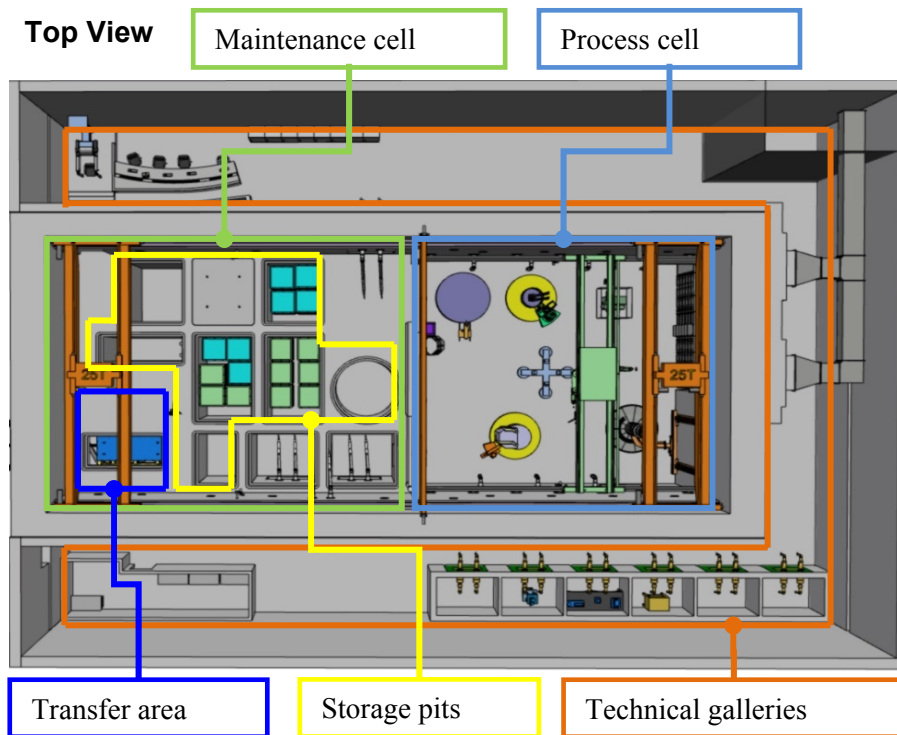 Top View
Maintenance cell
Process cell
25T
25T
Transfer area
Storage pits
Technical galleries